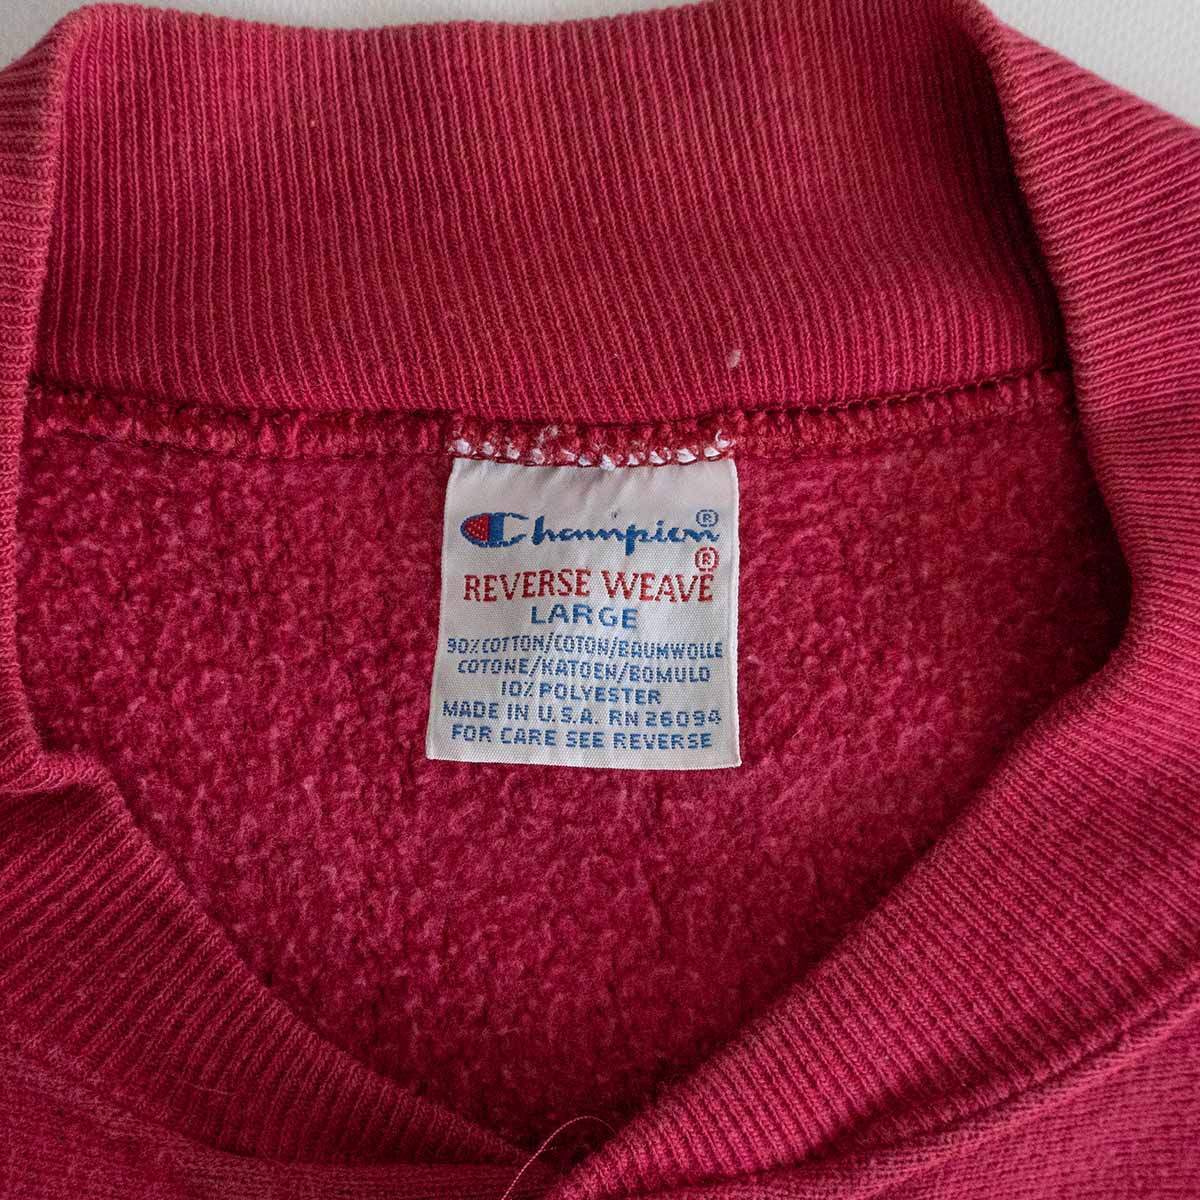 Champion®
®
REVERSE WEAVE
LARGE
90% COTTON/COTON/BAUMWOLLE
COTONE/KATOEN/BOMULD
10% POLYESTER
MADE IN U.S.A. RN 26094
FOR CARE SEE REVERSE